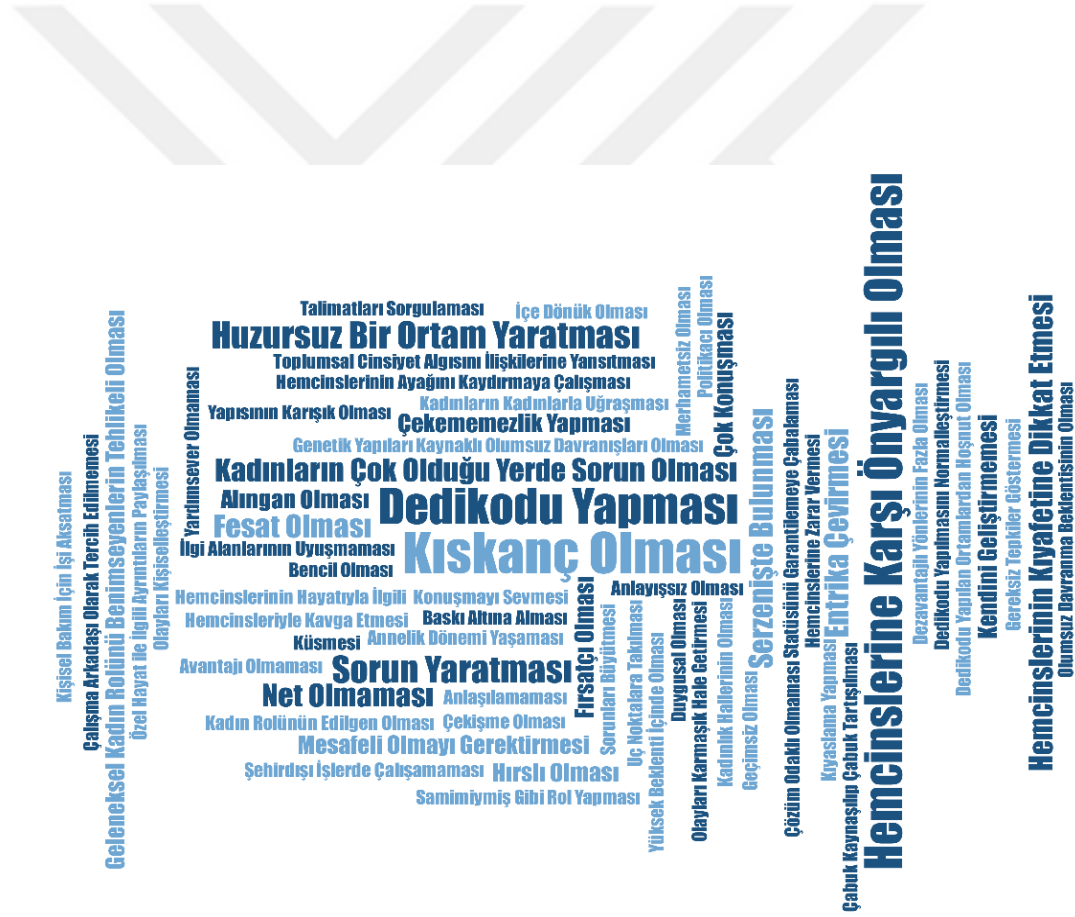 Kişisel Bakım İçin İşi Aksatması
Çalışma Arkadaşı Olarak Tercih Edilmemesi
Geleneksel Kadın Rolünü Benimseyenlerin Tehlikeli Olması
Özel Hayat ile İlgili Ayrıntıların Paylaşılması
Olayları Kişiselleştirmesi
Yardımsever Olmaması
Talimatları Sorgulaması
İçe Dönük Olması
Huzursuz Bir Ortam Yaratması
Toplumsal Cinsiyet Algısını İlişkilerine Yansıtması
Hemcinslerinin Ayağını Kaydırmaya Çalışması
Kadınların Kadınlarla Uğraşması
Yapısının Karışık Olması
Çekememezlik Yapması
Genetik Yapıları Kaynaklı Olumsuz Davranışları Olması
Kadınların Çok Olduğu Yerde Sorun Olması
Alıngan Olması
Dedikodu Yapması
Fesat Olması
Kıskanç Olması
İlgi Alanlarının Uyuşmaması
Bencil Olması
Anlayışsız Olması
Hemcinslerinin Hayatıyla İlgili Konuşmayı Sevmesi
Hemcinsleriyle Kavga Etmesi
Baskı Altına Alması
Küsmesi
Annelik Dönemi Yaşaması
Avantajı Olmaması
Sorun Yaratması
Net Olmaması
Anlaşılamaması
Kadın Rolünün Edilgen Olması
Çekişme Olması
Mesafeli Olmayı Gerektirmesi
Şehirdışı İşlerde Çalışamaması
Hırslı Olması
Samimiymiş Gibi Rol Yapması
Fırsatçı Olması
Sorunları Büyütmesi
Uç Noktalara Takılması
Yüksek Beklenti İçinde Olması
Merhametsiz Olması
Politikacı Olması
Çok Konuşması
Duygusal Olması
Olayları Karmaşık Hale Getirmesi
Kadınlık Hallerinin Olması
Geçimsiz Olması
Serzenişte Bulunması
Çözüm Odaklı Olmaması Statüsünü Garantilemeye Çabalaması
Hemcinslerine Zarar Vermesi
Kıyaslama Yapması
Entrika Çevirmesi
Çabuk Kaynaşılıp Çabuk Tartışılması
Hemcinslerine Karşı Önyargılı Olması
Dezavantajlı Yönlerinin Fazla Olması
Dedikodu Yapılmasını Normalleştirmesi
Dedikodu Yapılan Ortamlardan Hoşnut Olması
Kendini Geliştirmemesi
Gereksiz Tepkiler Göstermesi
Hemcinslerinin Kıyafetine Dikkat Etmesi
Olumsuz Davranma Beklentisinin Olması